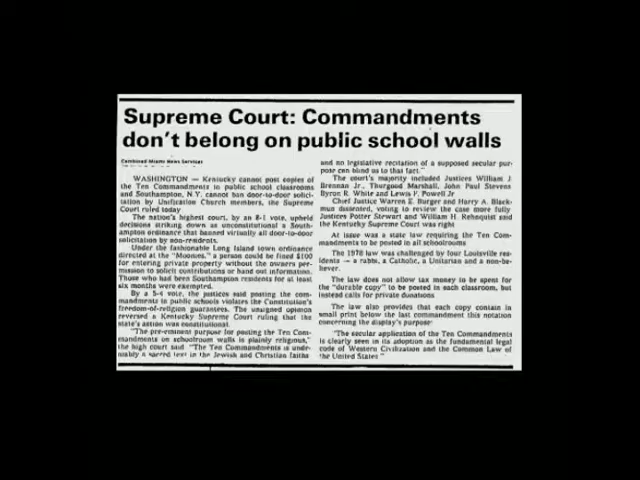 Supreme Court: Commandments
don't belong on public school walls
Combined Miami News Services
WASHINGTON — Kentucky cannot post copies of
the Ten Commandments in public school classrooms
and Southampton, N.Y. cannot ban door-to-door solici-
tation by Unification Church members, the Supreme
Court ruled today
The nation's highest court, by an 8-1 vote, upheld
decisions striking down as unconstitutional a South-
ampton ordinance that banned virtually all door-to-door
solicitation by non-residents.
Under the fashionable Long Island town ordinance
directed at the "Moonies," a person could be fined $100
for entering private property without the owners per-
mission to solicit contributions or hand out information.
Those who had been Southampton residents for at least
six months were exempted.
By a 5-4 vote, the justices said posting the com-
mandments in public schools violates the Constitution's
freedom-of-religion guarantees. The unsigned opinion
reversed a Kentucky Supreme Court ruling that the
state's action was constitutional
"The pre-eminent purpose for posting the Ten Com-
mandments on schoolroom walls is plainly religious,"
the high court said "The Ten Commandments is unde-
niably a sacred text in the Jewish and Christian faiths
and no legislative recitation of a supposed secular pur-
pose can blind us to that fact."
The court's majority included Justices William J.
Brennan Jr., Thurgood Marshall, John Paul Stevens
Byron R. White and Lewis F. Powell Jr
Chief Justice Warren E. Burger and Harry A. Black-
mun dissented, voting to review the case more fully
Justices Potter Stewart and William H. Rehnquist said
the Kentucky Supreme Court was right
At issue was a state law requiring the Ten Com-
mandments to be posted in all schoolrooms
The 1978 law was challenged by four Louisville res-
idents — a rabbi, a Catholic, a Unitarian and a non-be-
liever.
The law does not allow tax money to be spent for
the "durable copy" to be posted in each classroom, but
instead calls for private donations
The law also provides that each copy contain in
small print below the last commandment this notation
concerning the display's purpose
"The secular application of the Ten Commandments
is clearly seen in its adoption as the fundamental legal
code of Western Civilization and the Common Law of
the United States"